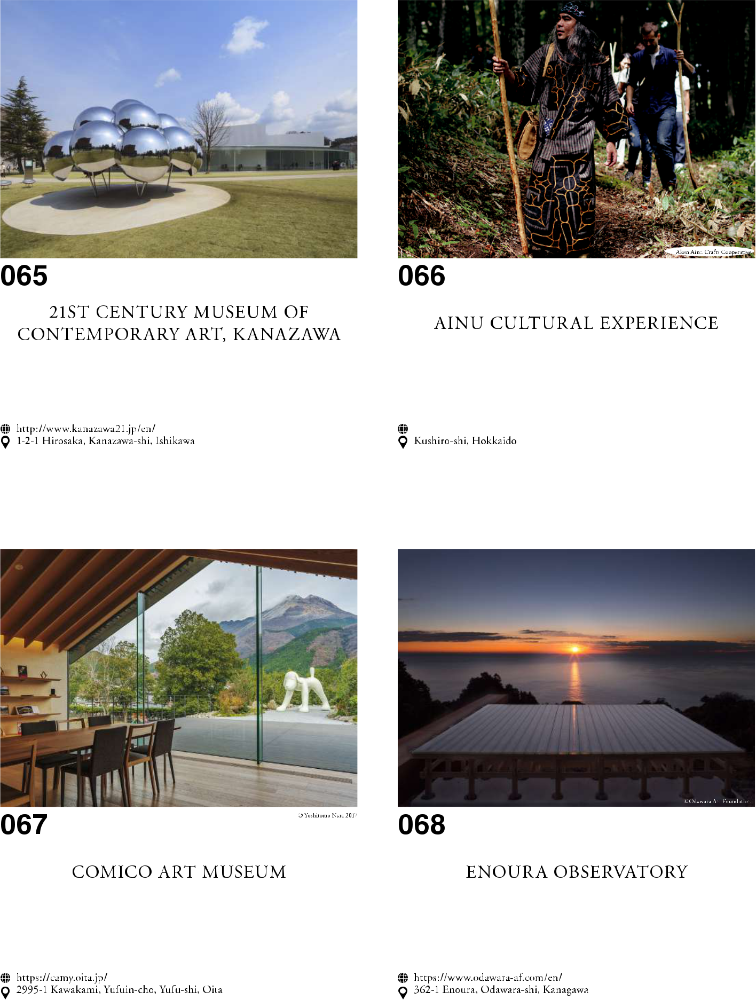 Akan Ainu Crafts Cooperative
065
066
21ST CENTURY MUSEUM OF
CONTEMPORARY ART, KANAZAWA
AINU CULTURAL EXPERIENCE
http://www.kanazawa21.jp/en/
1-2-1 Hirosaka, Kanazawa-shi, Ishikawa
Kushiro-shi, Hokkaido
©Odawara Art Foundation
© Yoshitomo Nara 2017
067
068
COMICO ART MUSEUM
ENOURA OBSERVATORY
https://camy.oita.jp/
2995-1 Kawakami, Yufuin-cho, Yufu-shi, Oita
https://www.odawara-af.com/en/
362-1 Enoura, Odawara-shi, Kanagawa